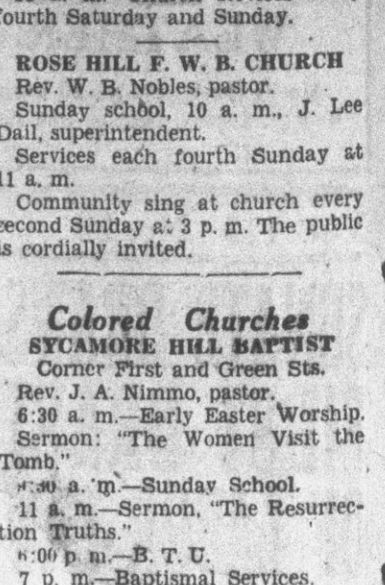 fourth Saturday and Sunday.
ROSE HILL F. W. B. CHURCH
Rev. W. B. Nobles, pastor.
Sunday school, 10 a. m., J. Lee
Dail, superintendent.
Services each fourth Sunday at
11 a. m.
Community sing at church every
second Sunday at 3 p. m. The public
is cordially invited.
Colored Churches
SYCAMORE HILL BAPTIST
Corner First and Green Sts.
Rev. J. A. Nimmo, pastor.
6:30 a. m.—Early Easter Worship.
Sermon: "The Women Visit the
Tomb."
a. m.—Sunday School.
11 a. m.—Sermon, "The Resurrec-
tion Truths."
6:00 p m.—B. T. U.
7 p. m.—Baptismal Services.